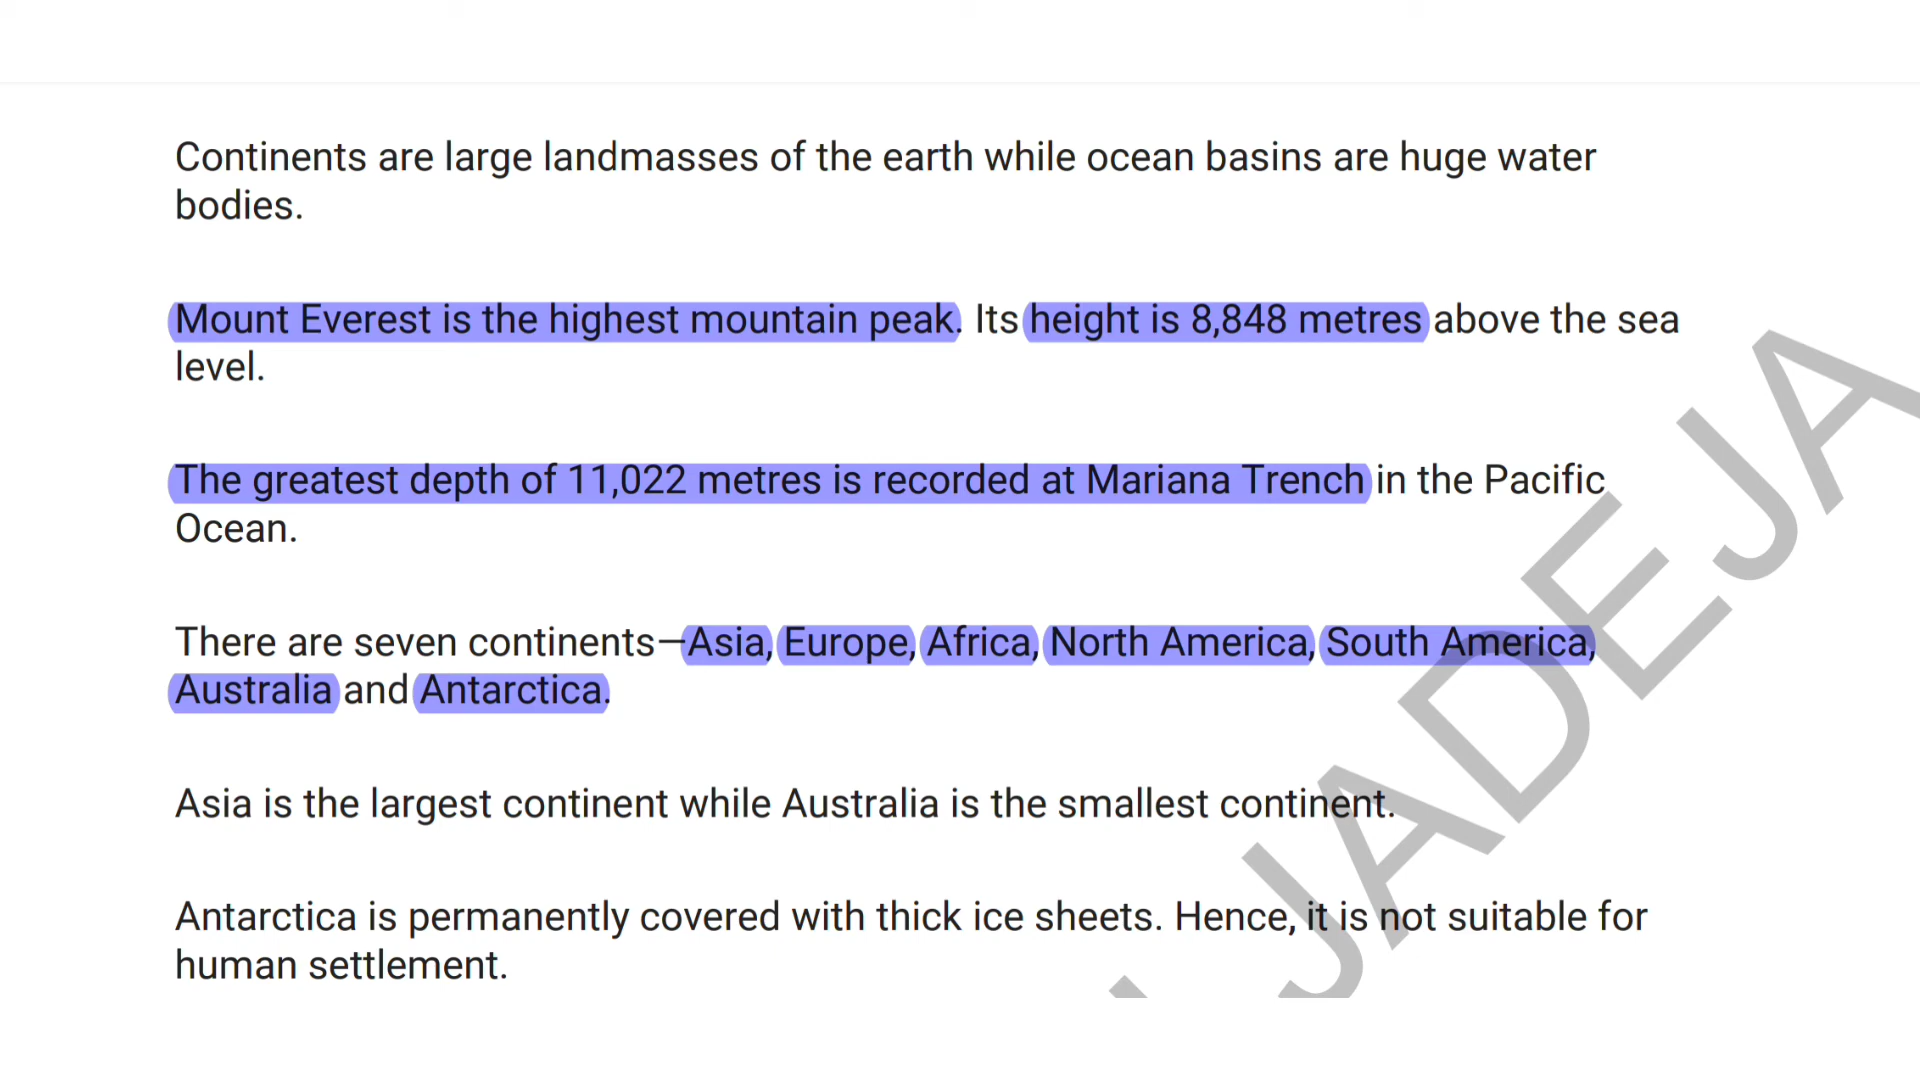 Continents are large landmasses of the earth while ocean basins are huge water
bodies.
Mount Everest is the highest mountain peak. Its height is 8,848 metres above the sea
level.
The greatest depth of 11,022 metres is recorded at Mariana Trench in the Pacific
Ocean.
There are seven continents—Asia, Europe, Africa, North America, South America,
Australia and Antarctica.
Asia is the largest continent while Australia is the smallest continent.
Antarctica is permanently covered with thick ice sheets. Hence, it is not suitable for
human settlement.
JADEJA